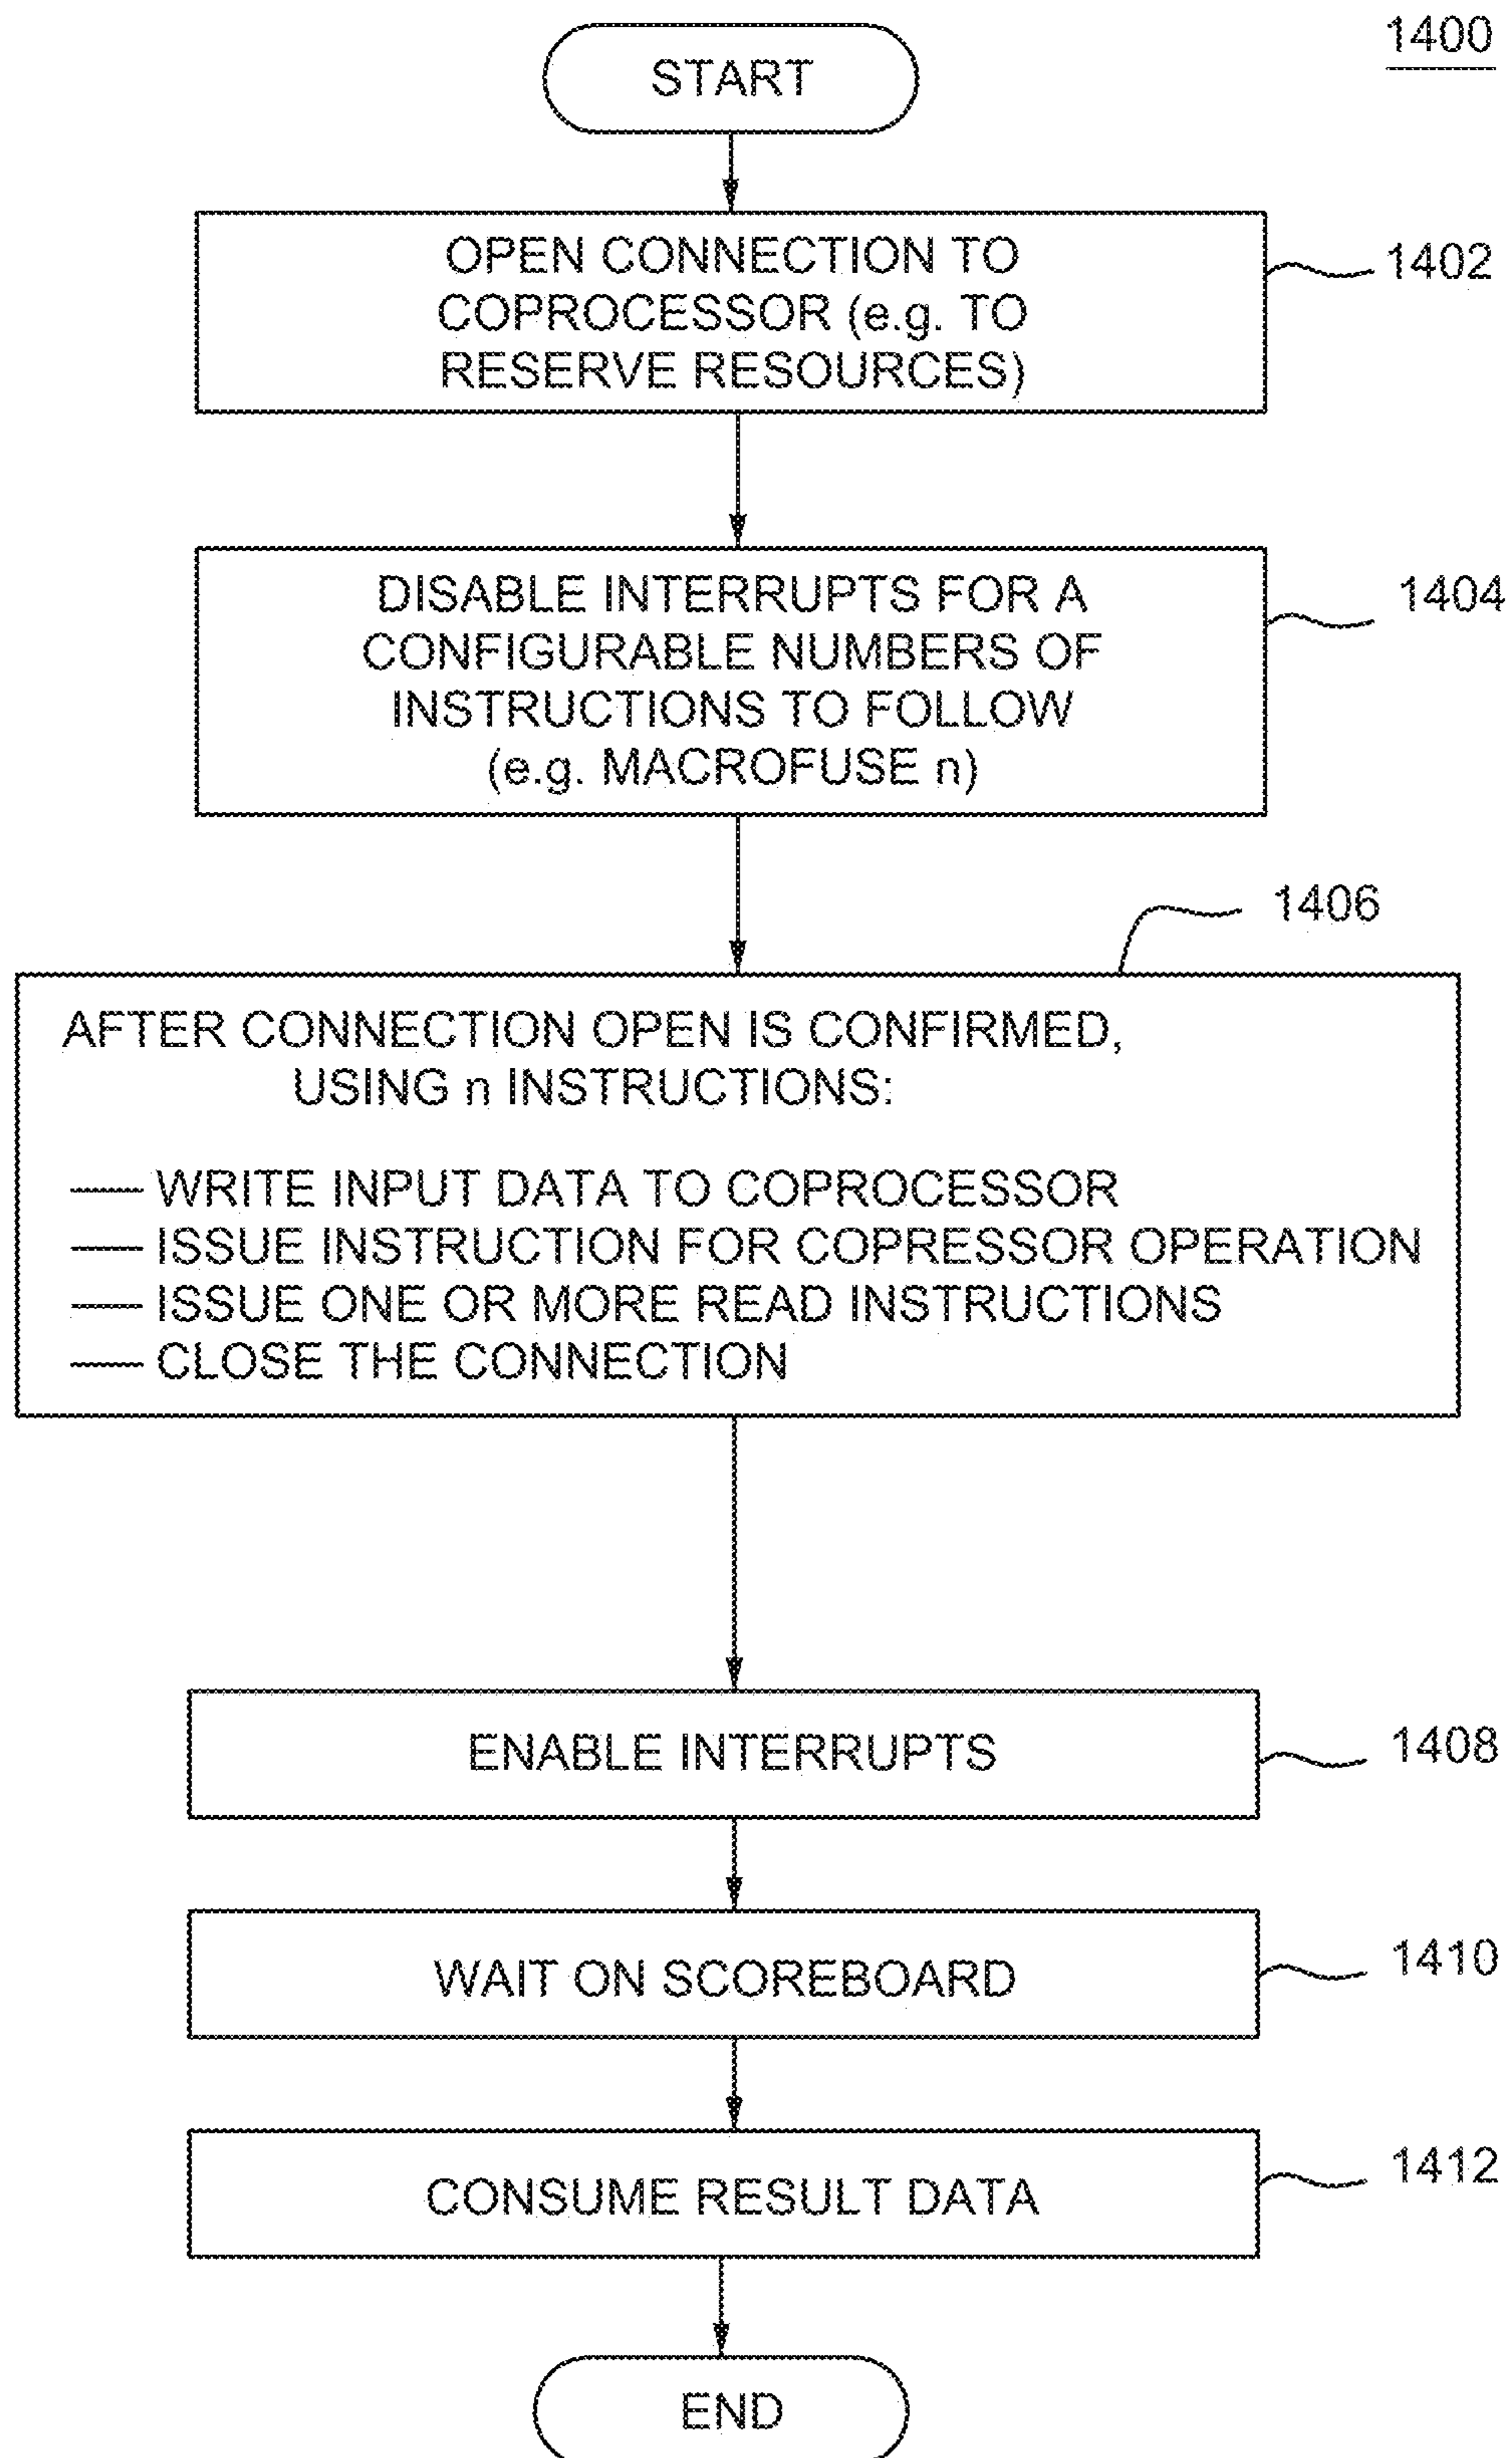 1400
START
OPEN CONNECTION TO
COPROCESSOR (e.g. TO
RESERVE RESOURCES)
1402
DISABLE INTERRUPTS FOR A
CONFIGURABLE NUMBERS OF
INSTRUCTIONS TO FOLLOW
(e.g. MACROFUSE n)
1404
1406
AFTER CONNECTION OPEN IS CONFIRMED,
USING n INSTRUCTIONS:
— WRITE INPUT DATA TO COPROCESSOR
— ISSUE INSTRUCTION FOR COPRESSOR OPERATION
— ISSUE ONE OR MORE READ INSTRUCTIONS
— CLOSE THE CONNECTION
ENABLE INTERRUPTS
1408
WAIT ON SCOREBOARD
1410
CONSUME RESULT DATA
1412
END